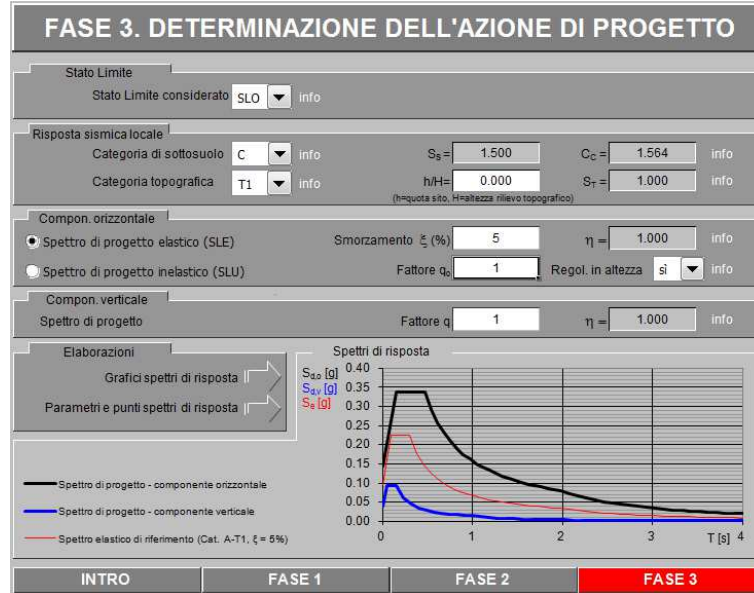 FASE 3. DETERMINAZIONE DELL'AZIONE DI PROGETTO
Stato Limite
Stato Limite considerato SLO info
Risposta sismica locale
Categoria di sottosuolo C info S_S = 1.500 C_C = 1.564 info
Categoria topografica T1 info h/H= 0.000 S_T = 1.000 info
(h=quota sito, H=altezza rilievo topografico)
Compon. orizzontale
Spettro di progetto elastico (SLE) Smorzamento ξ (%) 5 η = 1.000 info
Spettro di progetto inelastico (SLU) Fattore q_o 1 Regol. in altezza sì info
Compon. verticale
Spettro di progetto Fattore q 1 η = 1.000 info
Elaborazioni
Grafici spettri di risposta
Parametri e punti spettri di risposta
Spettri di risposta
S_d,o [g]
S_d,v [g]
S_e [g]
0.40
0.35
0.30
0.25
0.20
0.15
0.10
0.05
0.00
0 1 2 3 T [s] 4
Spettro di progetto - componente orizzontale
Spettro di progetto - componente verticale
Spettro elastico di riferimento (Cat. A-T1, ξ = 5%)
INTRO FASE 1 FASE 2 FASE 3